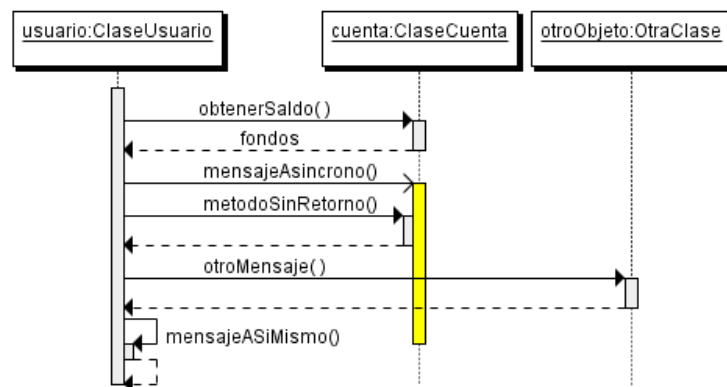 usuario:ClaseUsuario
cuenta:ClaseCuenta
otroObjeto:OtraClase
obtenerSaldo( )
fondos
mensajeAsincrono()
metodoSinRetorno()
otroMensaje( )
mensajeASiMismo()